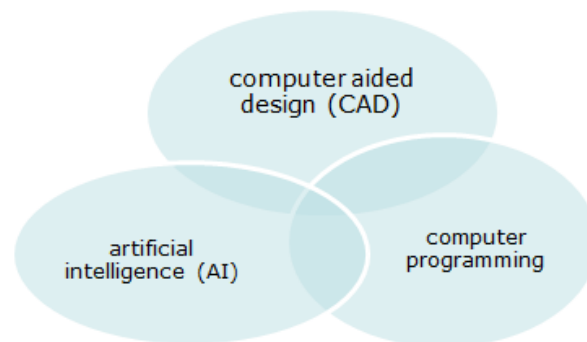 computer aided
design (CAD)
artificial
intelligence (AI)
computer
programming